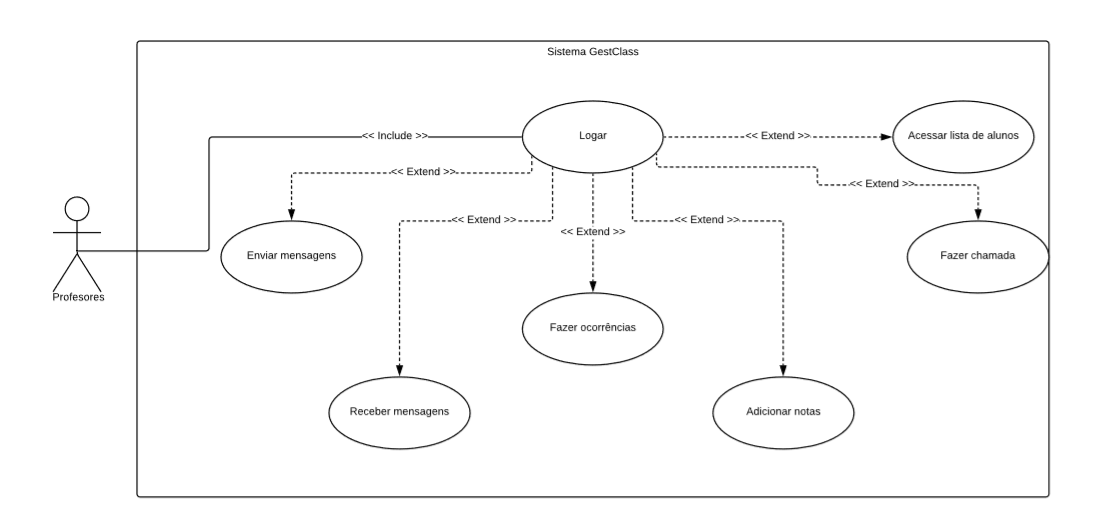 Sistema GestClass
<< Include >>
Logar
<< Extend >>
Acessar lista de alunos
<< Extend >>
<< Extend >>
<< Extend >>
<< Extend >>
<< Extend >>
Enviar mensagens
Fazer chamada
Profesores
Fazer ocorrências
Receber mensagens
Adicionar notas